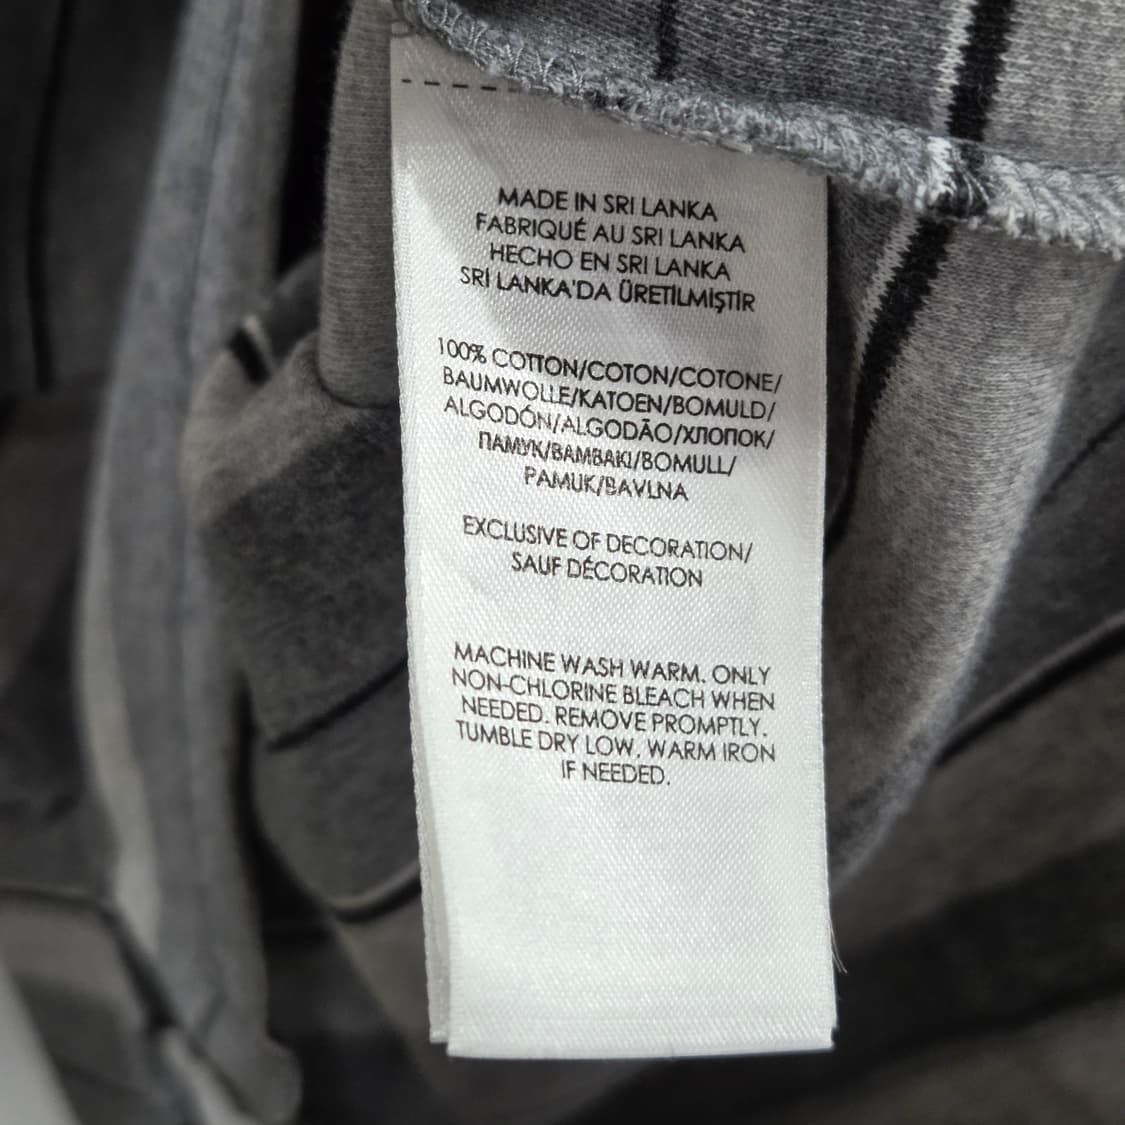 MADE IN SRI LANKA
FABRIQUÉ AU SRI LANKA
HECHO EN SRI LANKA
SRİ LANKA'DA ÜRETİLMİŞTİR
100% COTTON/COTON/COTONE/
BAUMWOLLE/KATOEN/BOMULD/
ALGODÓN/ALGODÃO/ХЛОПОК/
ПАМУК/ΒΑΜΒΑΚΙ/BOMULL/
PAMUK/BAVLNA
EXCLUSIVE OF DECORATION/
SAUF DÉCORATION
MACHINE WASH WARM. ONLY
NON-CHLORINE BLEACH WHEN
NEEDED. REMOVE PROMPTLY.
TUMBLE DRY LOW. WARM IRON
IF NEEDED.